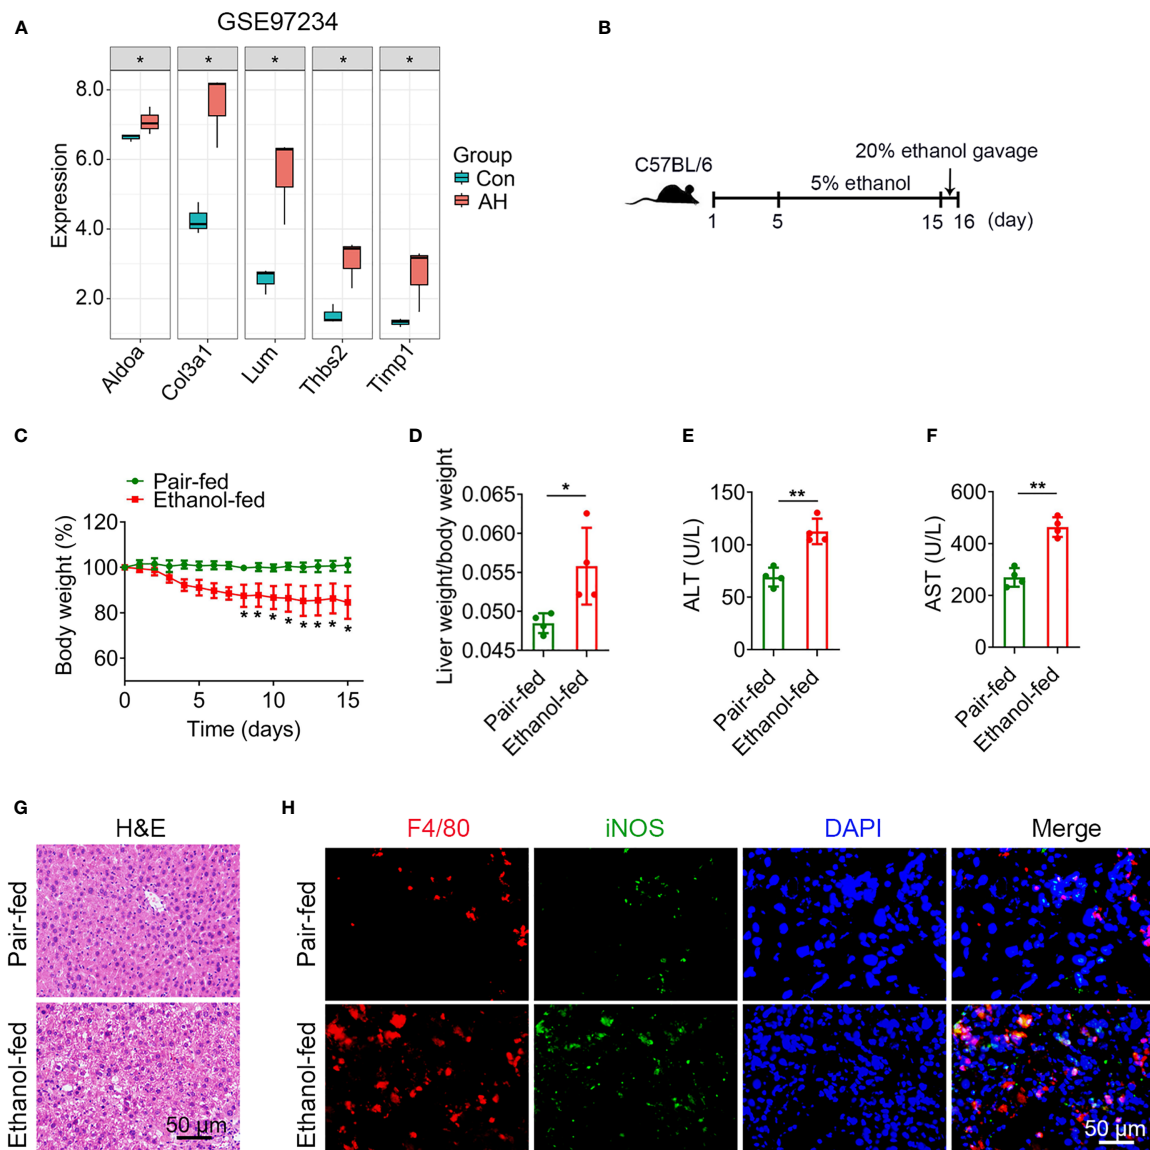 A
GSE97234
* * * * *
Expression
8.0
6.0
4.0
2.0
Aldoa Col3a1 Lum Thbs2 Timp1
Group
Con
AH
B
C57BL/6
20% ethanol gavage
5% ethanol
1 5 15 16 (day)
C
Pair-fed
Ethanol-fed
Body weight (%)
120
100
80
60
* * * * * * * *
0 5 10 15
Time (days)
D
Liver weight/body weight
0.065
0.060
0.055
0.050
0.045
*
Pair-fed
Ethanol-fed
E
ALT (U/L)
150
100
50
0
**
Pair-fed
Ethanol-fed
F
AST (U/L)
600
400
200
0
**
Pair-fed
Ethanol-fed
G
H&E
Pair-fed
Ethanol-fed
50 μm
H
F4/80 iNOS DAPI Merge
Pair-fed
Ethanol-fed
50 μm